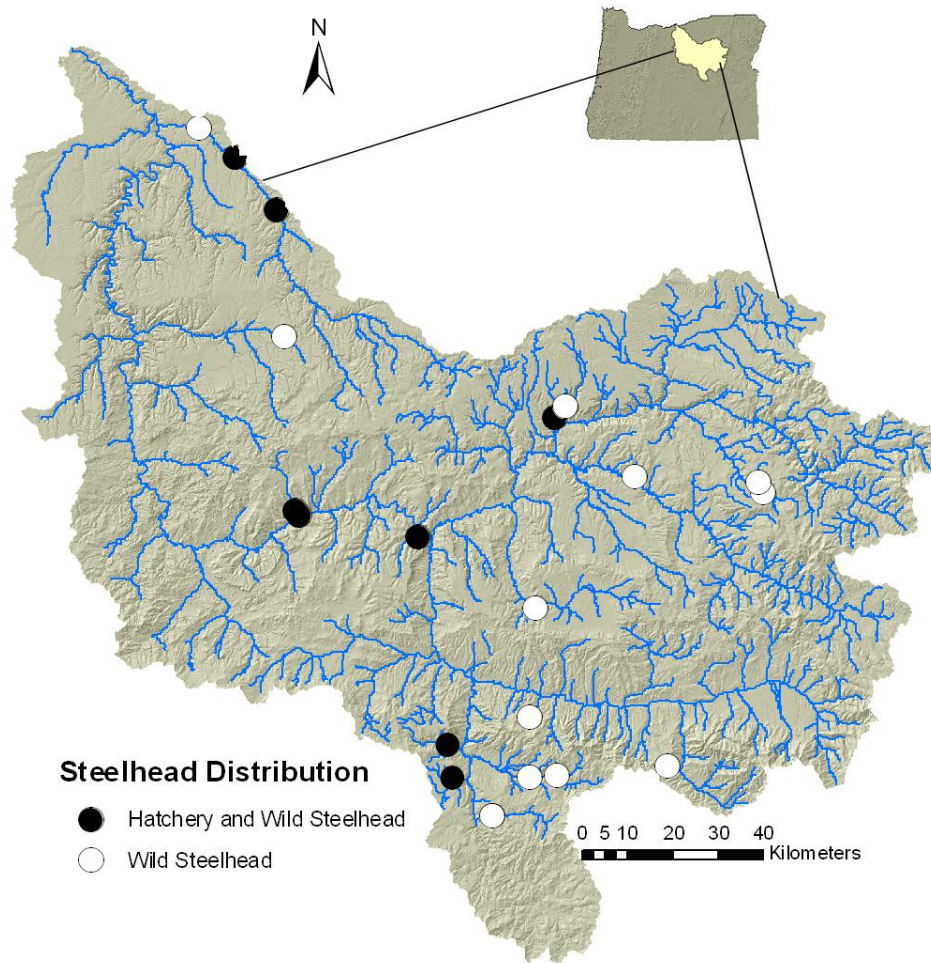 N
Steelhead Distribution
Hatchery and Wild Steelhead
Wild Steelhead
0 5 10 20 30 40
Kilometers